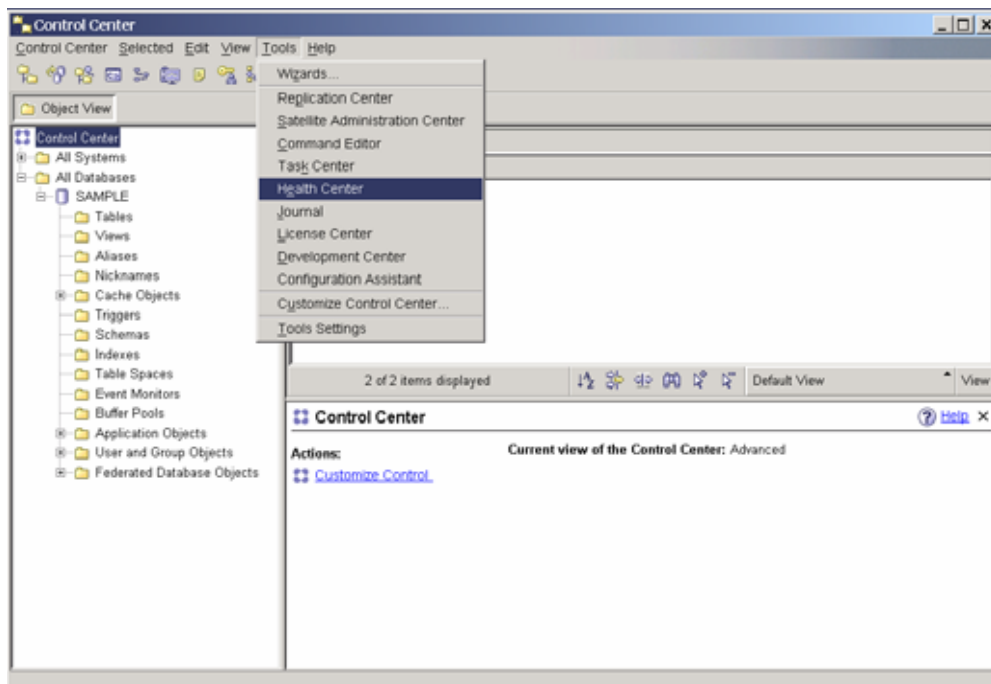 Control Center
Control Center Selected Edit View Tools Help
Object View
Wizards...
Replication Center
Satellite Administration Center
Command Editor
Task Center
Health Center
Journal
License Center
Development Center
Configuration Assistant
Customize Control Center...
Tools Settings
Control Center
All Systems
All Databases
SAMPLE
Tables
Views
Aliases
Nicknames
Cache Objects
Triggers
Schemas
Indexes
Table Spaces
Event Monitors
Buffer Pools
Application Objects
User and Group Objects
Federated Database Objects
2 of 2 items displayed Default View View
Control Center Help
Actions: Current view of the Control Center: Advanced
Customize Control